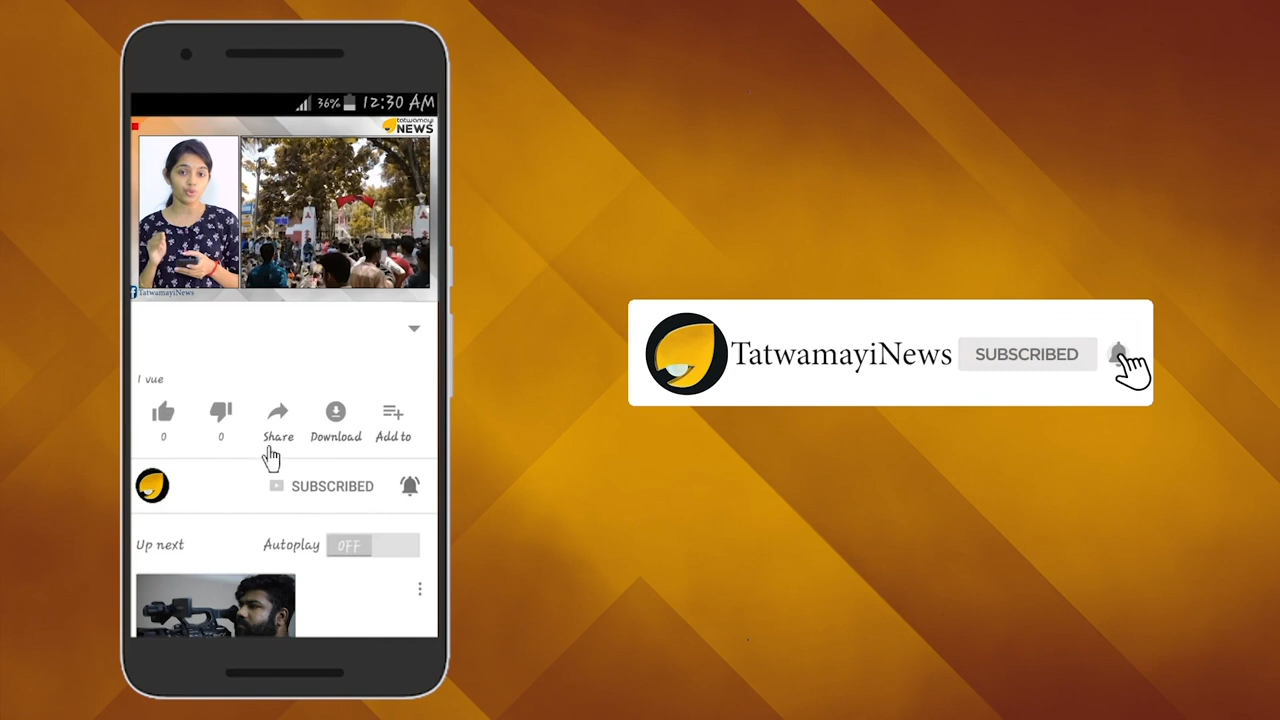 36% 12:30 AM
tatwamayi
NEWS
TatwamayiNews
1 vue
0 0 Share Download Add to
SUBSCRIBED
Up next Autoplay OFF
TatwamayiNews SUBSCRIBED